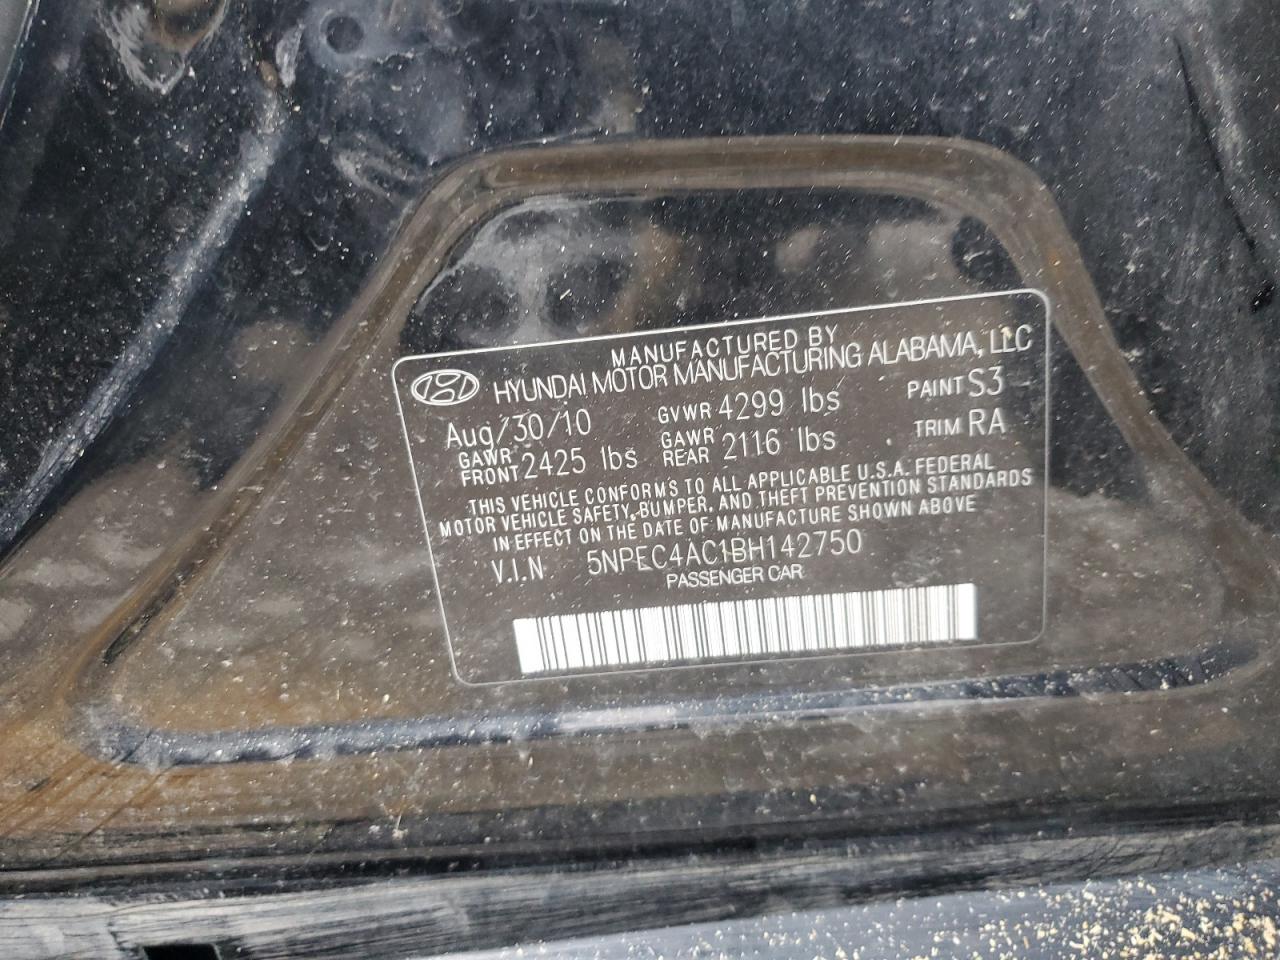 MANUFACTURED BY
HYUNDAI MOTOR MANUFACTURING ALABAMA, LLC
Aug/30/10 GVWR 4299 lbs PAINT S3
GAWR FRONT 2425 lbs GAWR REAR 2116 lbs TRIM RA
THIS VEHICLE CONFORMS TO ALL APPLICABLE U.S.A. FEDERAL
MOTOR VEHICLE SAFETY, BUMPER, AND THEFT PREVENTION STANDARDS
IN EFFECT ON THE DATE OF MANUFACTURE SHOWN ABOVE
V.I.N 5NPEC4AC1BH142750
PASSENGER CAR